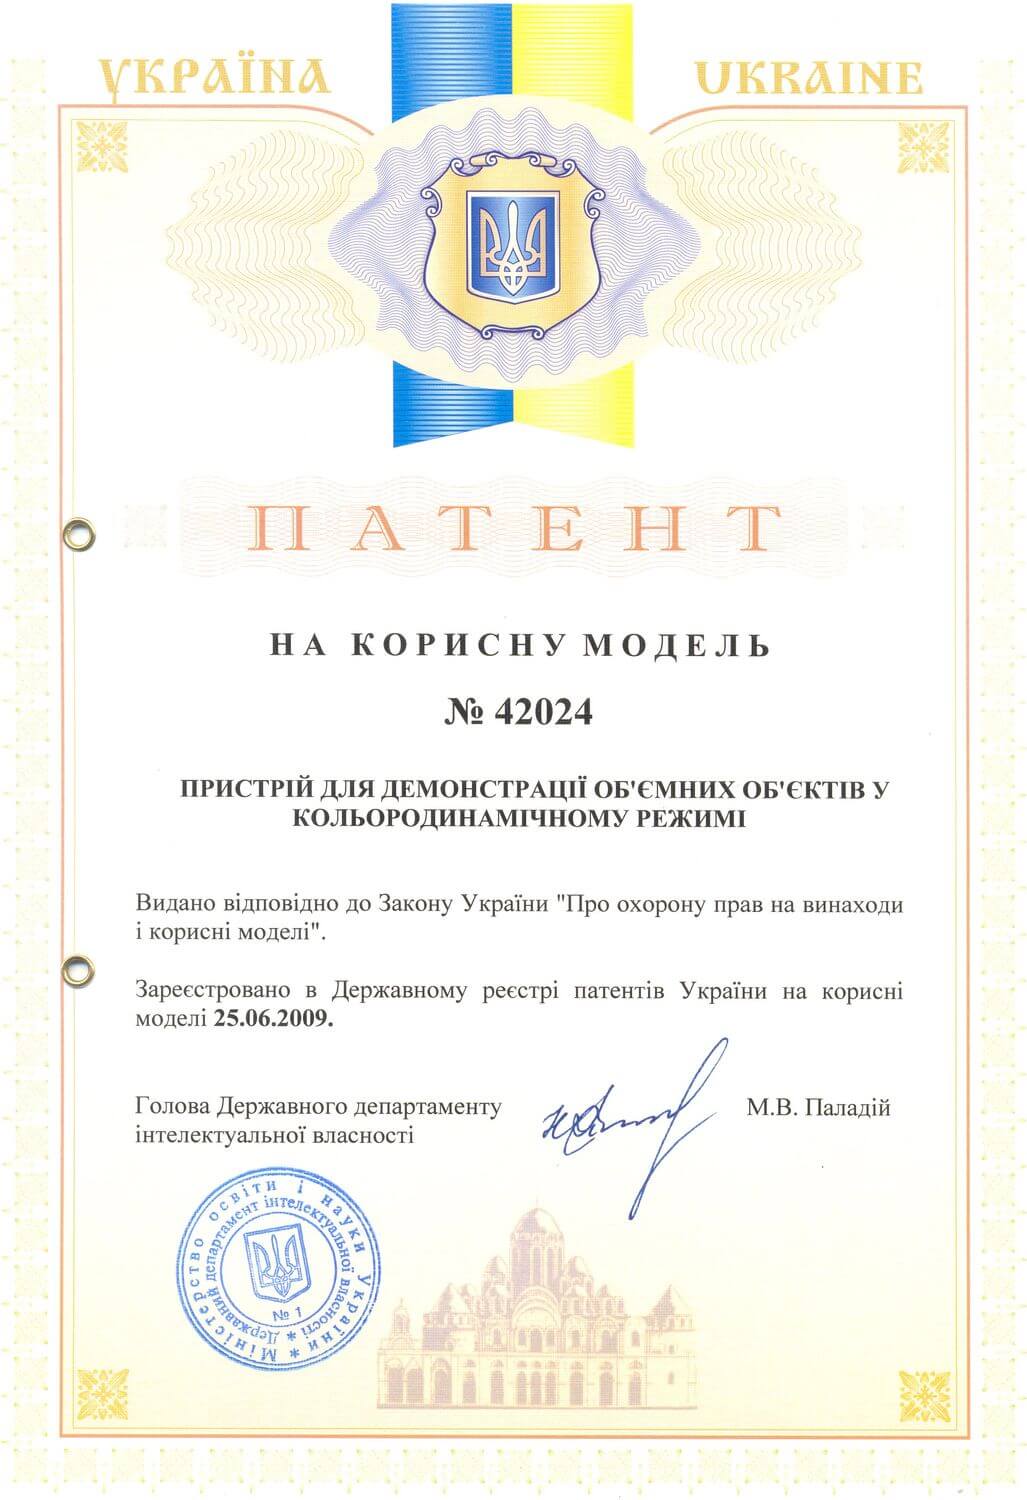 УКРАЇНА
UKRAINE
ПАТЕНТ
НА КОРИСНУ МОДЕЛЬ
№ 42024
ПРИСТРІЙ ДЛЯ ДЕМОНСТРАЦІЇ ОБ'ЄМНИХ ОБ'ЄКТІВ У
КОЛЬОРОДИНАМІЧНОМУ РЕЖИМІ
Видано відповідно до Закону України "Про охорону прав на винаходи
і корисні моделі".
Зареєстровано в Державному реєстрі патентів України на корисні
моделі 25.06.2009.
Голова Державного департаменту
інтелектуальної власності
М.В. Паладій
Міністерство освіти і науки України *
Державний департамент інтелектуальної власності *
№ 1